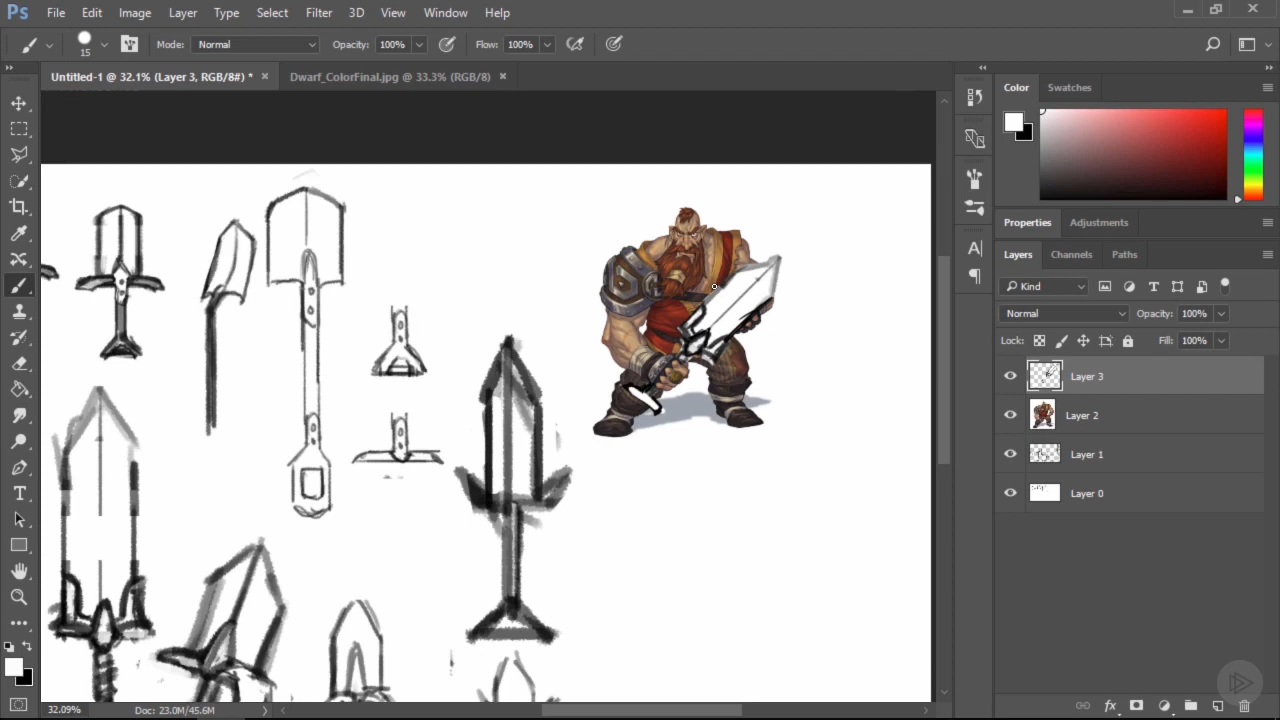 Ps File Edit Image Layer Type Select Filter 3D View Window Help
15 Mode: Normal Opacity: 100% Flow: 100%
Untitled-1 @ 32.1% (Layer 3, RGB/8#) * × Dwarf_ColorFinal.jpg @ 33.3% (RGB/8) ×
Color Swatches
Properties Adjustments
Layers Channels Paths
Kind
Normal Opacity: 100%
Lock: Fill: 100%
Layer 3
Layer 2
Layer 1
Layer 0
32.09% Doc: 23.0M/45.6M